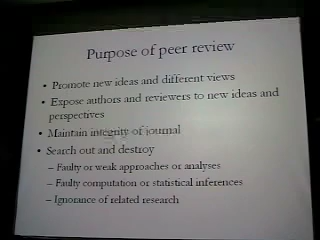 Purpose of peer review
• Promote new ideas and different views
• Expose authors and reviewers to new ideas and
perspectives
• Maintain integrity of journal
• Search out and destroy
– Faulty or weak approaches or analyses
– Faulty computation or statistical inferences
– Ignorance of related research